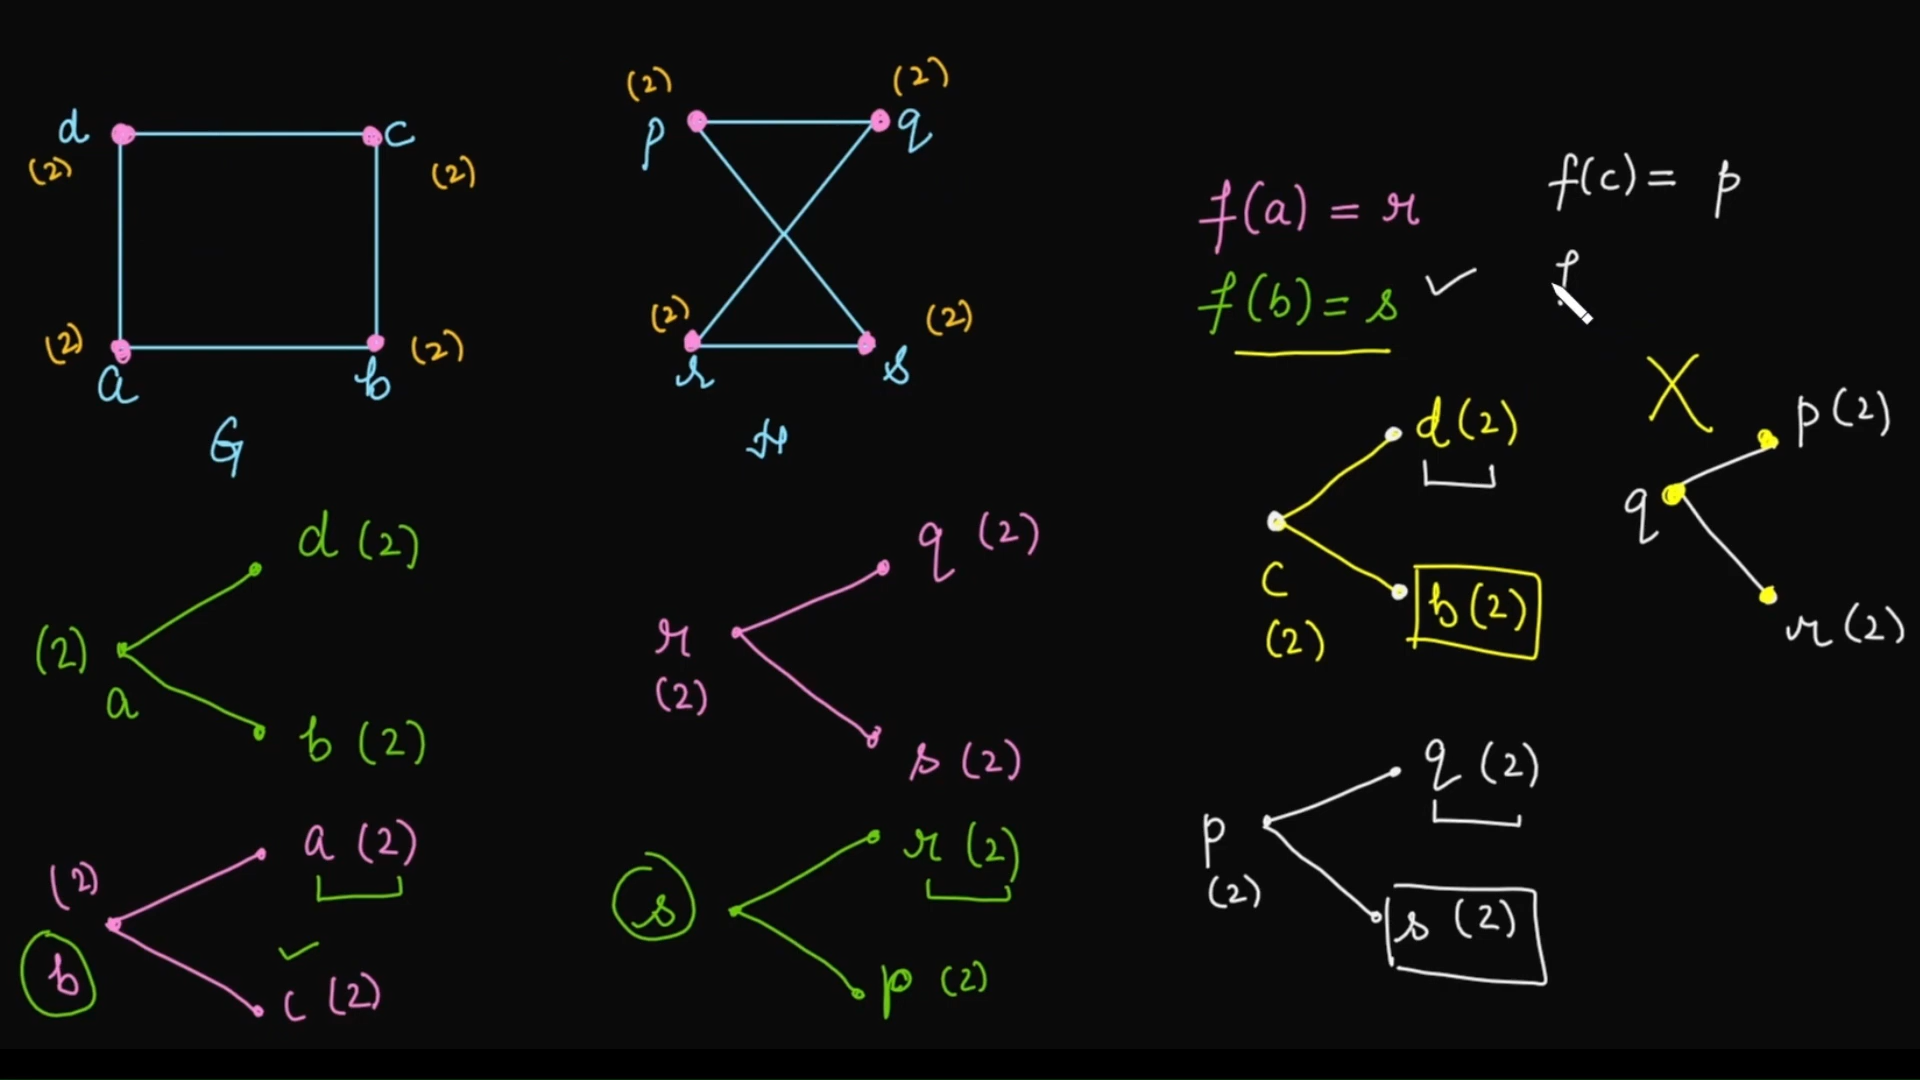 d
c
(2)
(2)
(2)
(2)
a
b
G
(2)
(2)
p
q
(2)
(2)
r
s
H
f(a) = r
f(b) = s ✓
f(c) = p
f
d (2)
(2)
a
b (2)
q (2)
r
(2)
s (2)
d (2)
c
(2)
b (2)
X
p (2)
q
r (2)
(2)
a (2)
✓
b
c (2)
r (2)
s
p (2)
q (2)
p
(2)
s (2)